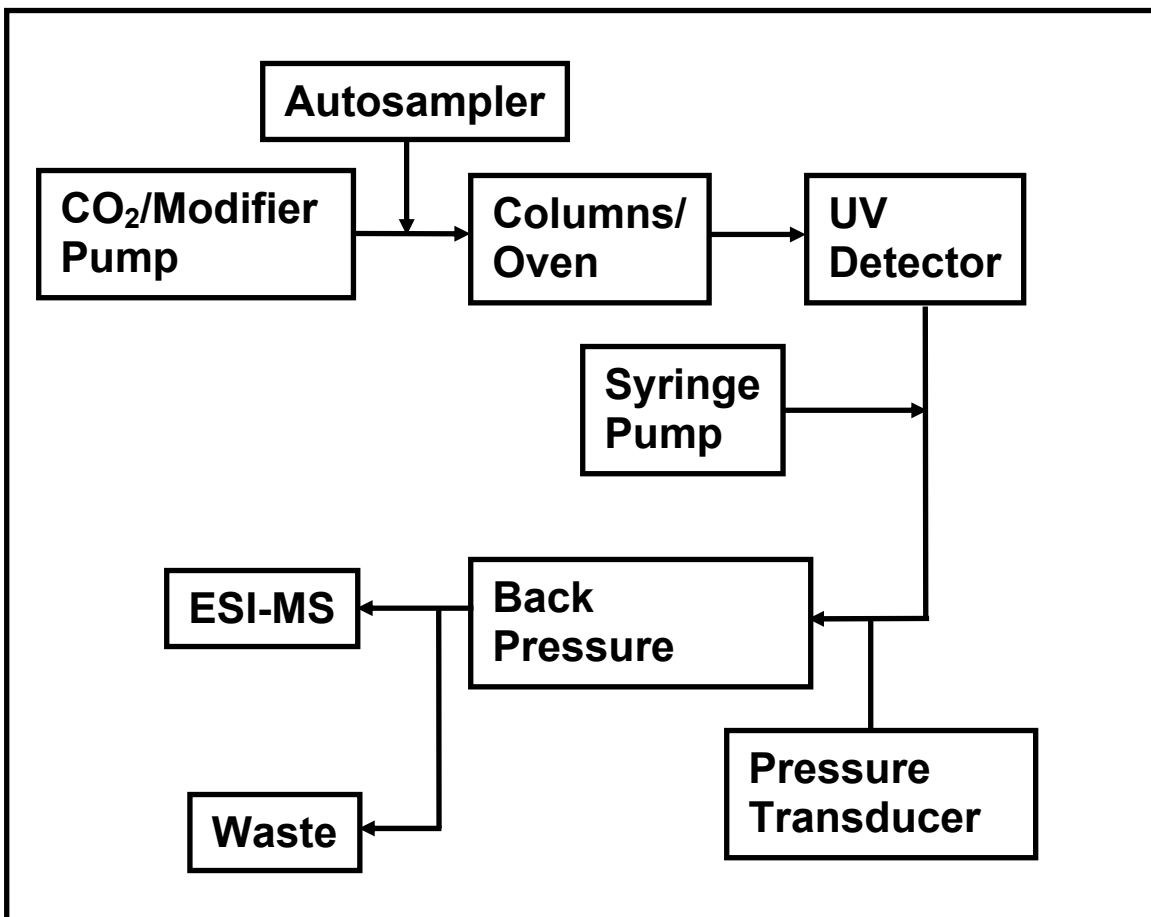 Autosampler
CO₂/Modifier
Pump
Columns/
Oven
UV
Detector
Syringe
Pump
ESI-MS
Back
Pressure
Waste
Pressure
Transducer